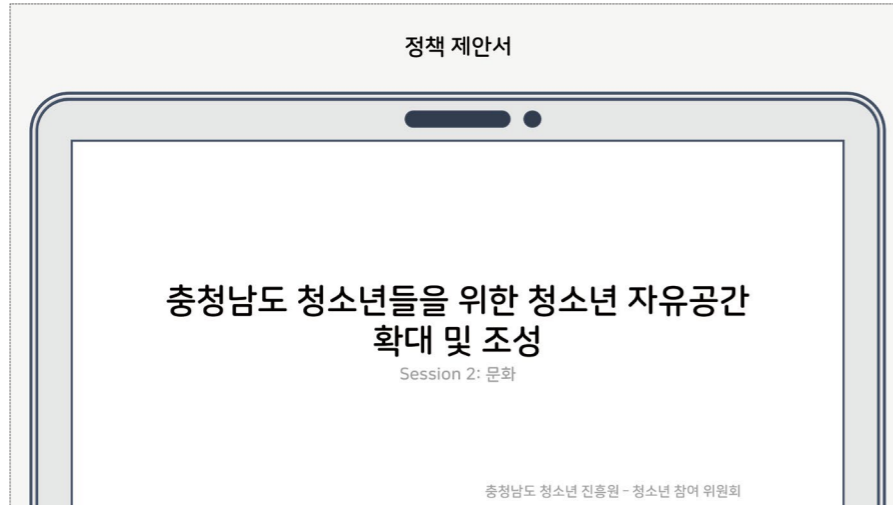 정책 제안서
충청남도 청소년들을 위한 청소년 자유공간
확대 및 조성
Session 2: 문화
충청남도 청소년 진흥원 - 청소년 참여 위원회